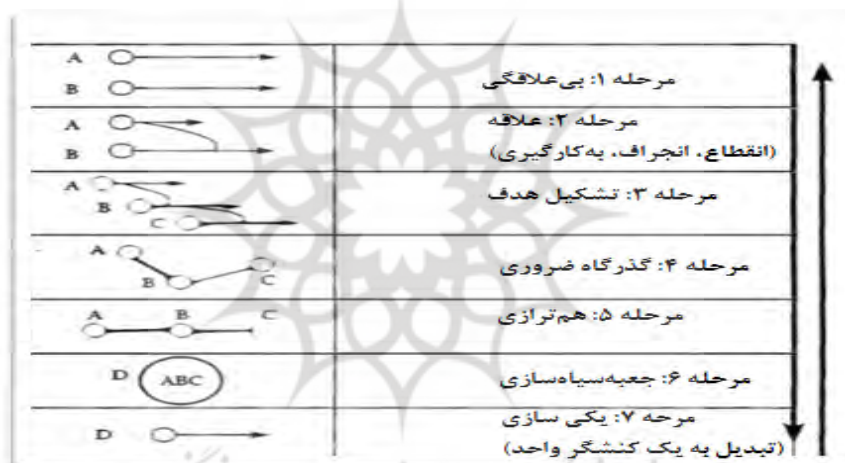 مرحله ۱: بی‌علاقگی
A
B
مرحله ۲: علاقه
(انقطاع، انجراف، به‌کارگیری)
A
B
مرحله ۳: تشکیل هدف
A
B
C
مرحله ۴: گذرگاه ضروری
A
B
C
مرحله ۵: هم‌ترازی
A B C
مرحله ۶: جعبه‌سیاه‌سازی
D ABC
مرحه ۷: یکی سازی
(تبدیل به یک کنشگر واحد)
D